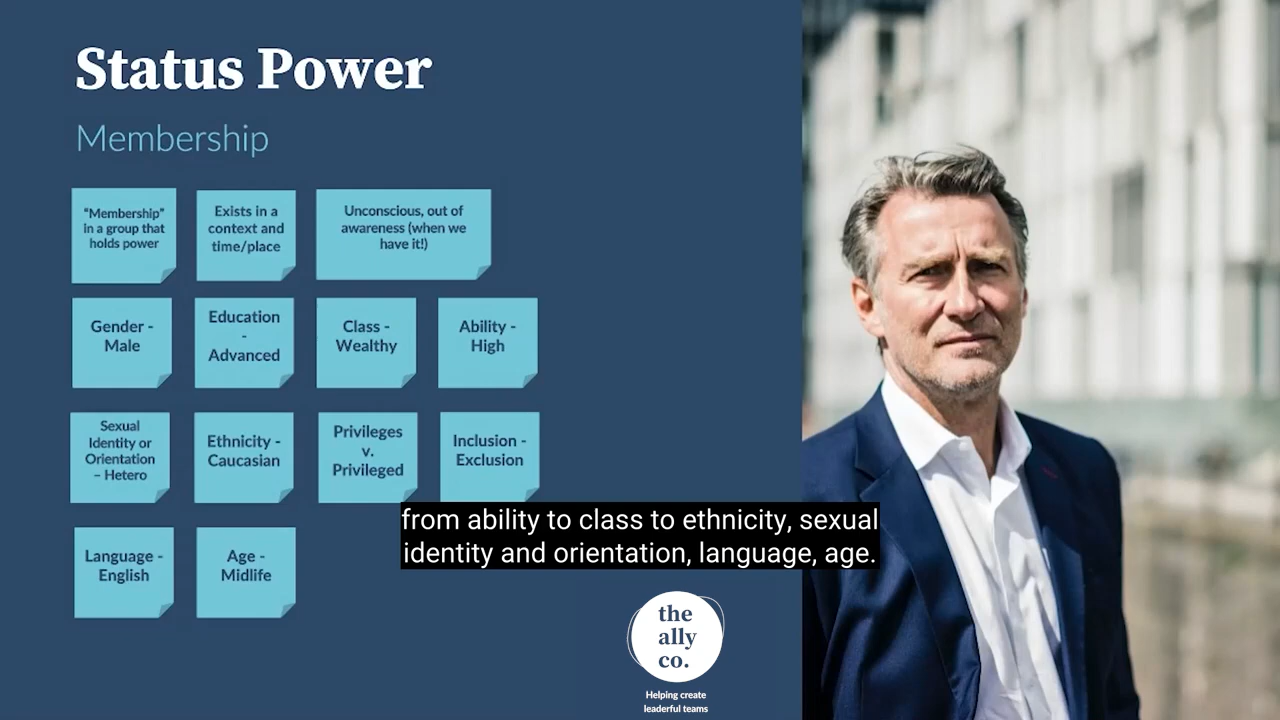 Status Power
Membership
“Membership”
in a group that
holds power
Exists in a
context and
time/place
Unconscious, out of
awareness (when we
have it!)
Gender -
Male
Education
-
Advanced
Class -
Wealthy
Ability -
High
Sexual
Identity or
Orientation
– Hetero
Ethnicity -
Caucasian
Privileges
v.
Privileged
Inclusion -
Exclusion
Language -
English
Age -
Midlife
from ability to class to ethnicity, sexual
identity and orientation, language, age.
the
ally
co.
Helping create
leaderful teams